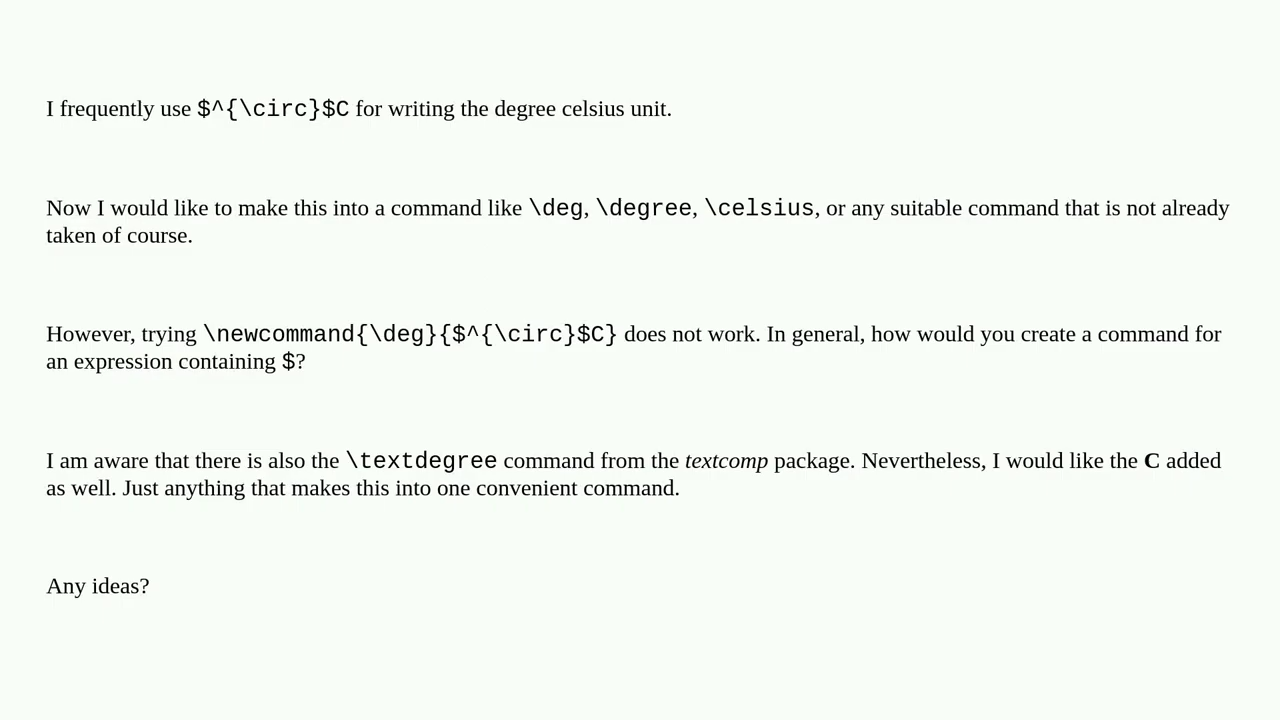 I frequently use $^{\circ}$C for writing the degree celsius unit.
Now I would like to make this into a command like \deg, \degree, \celsius, or any suitable command that is not already
taken of course.
However, trying \newcommand{\deg}{$^{\circ}$C} does not work. In general, how would you create a command for
an expression containing $?
I am aware that there is also the \textdegree command from the textcomp package. Nevertheless, I would like the C added
as well. Just anything that makes this into one convenient command.
Any ideas?